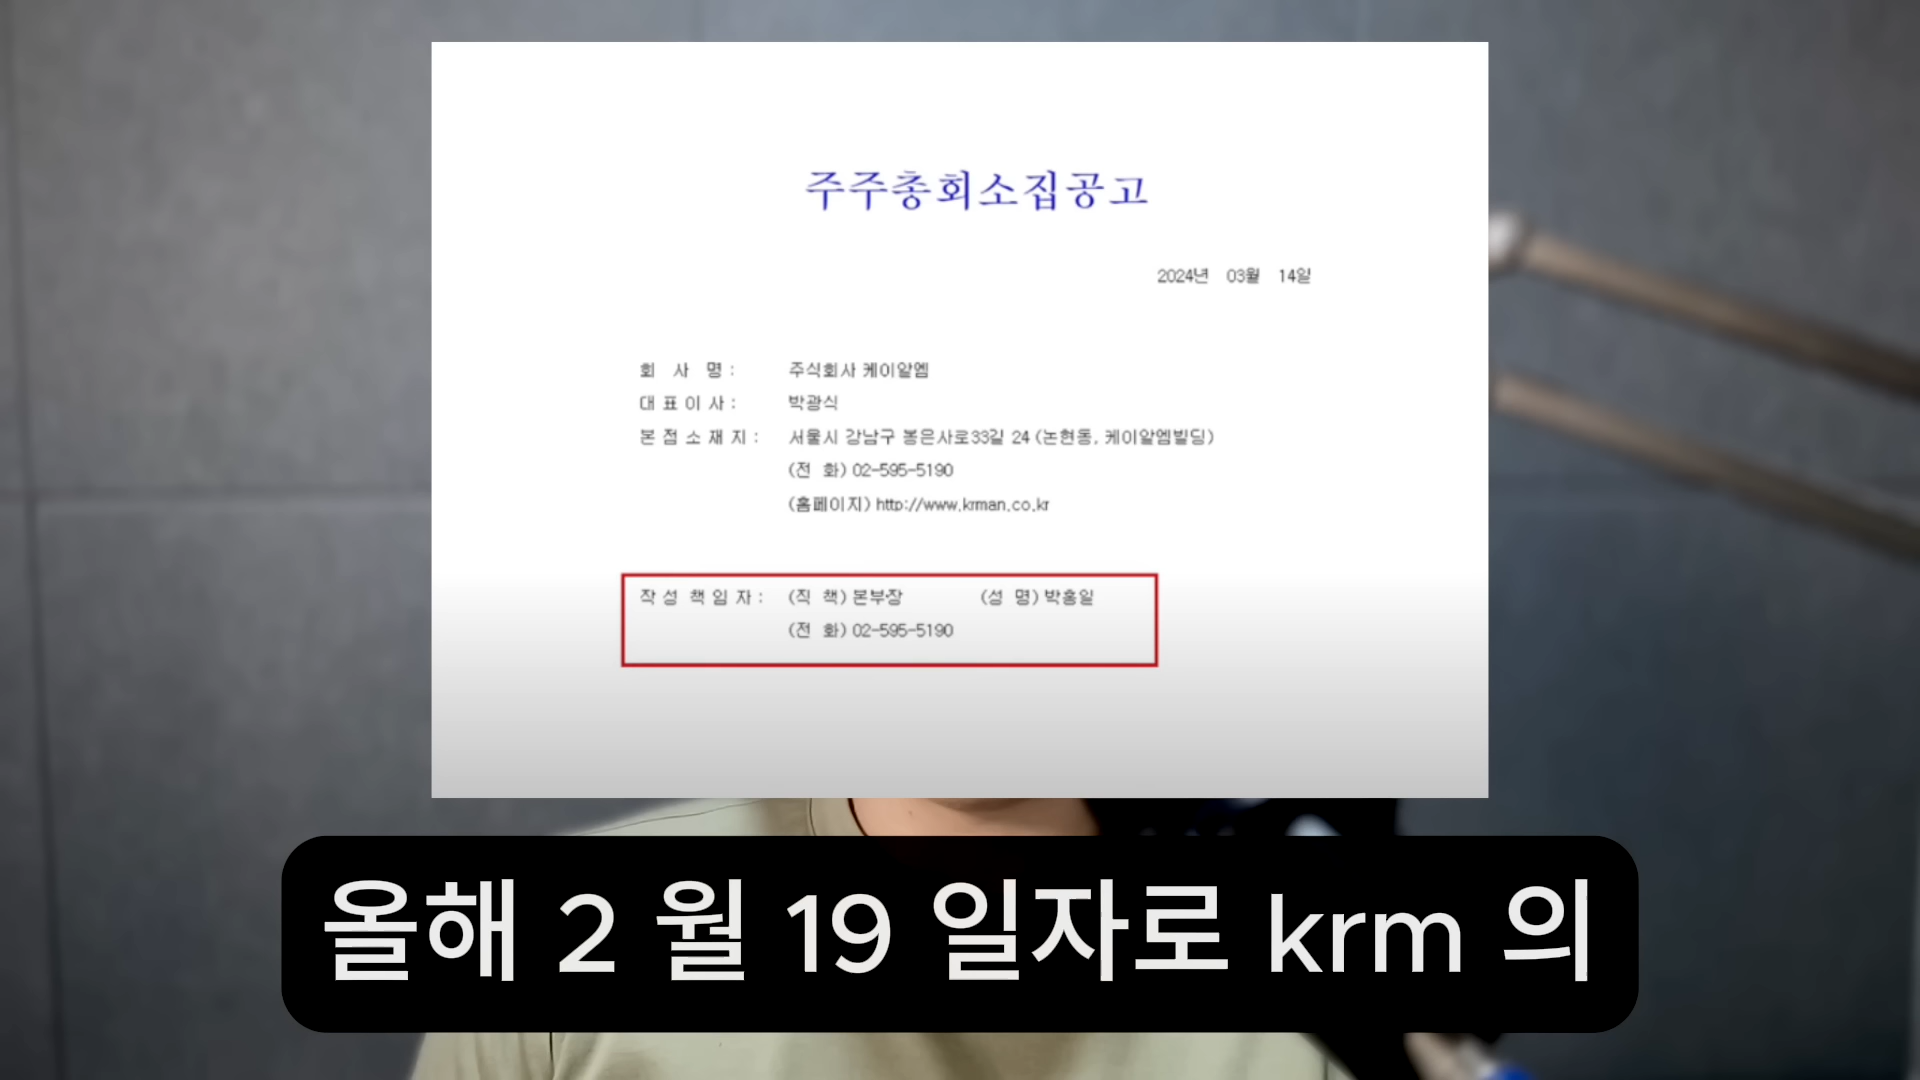 주주총회소집공고
2024년 03월 14일
회 사 명 : 주식회사 케이알엠
대 표 이 사 : 박광식
본 점 소 재 지 : 서울시 강남구 봉은사로33길 24 (논현동, 케이알엠빌딩)
(전 화) 02-595-5190
(홈페이지) http://www.krman.co.kr
작 성 책 임 자 : (직 책) 본부장 (성 명) 박홍일
(전 화) 02-595-5190
올해 2 월 19 일자로 krm 의